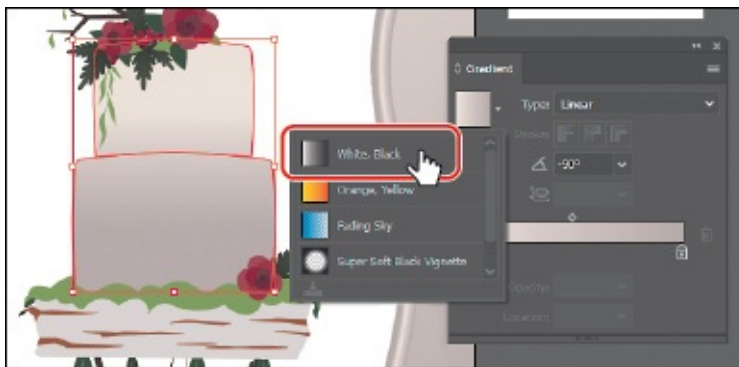 Gradient
Type: Linear
Stroke:
White, Black
-90°
Orange, Yellow
Fading Sky
Super Soft Black Vignette
Opacity:
Location: